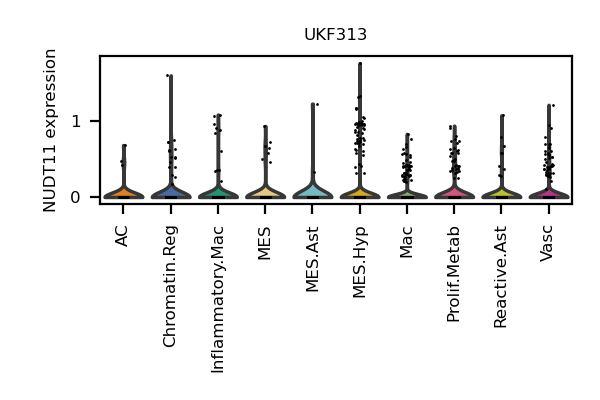 UKF313
NUDT11 expression
1
0
AC
Chromatin.Reg
Inflammatory.Mac
MES
MES.Ast
MES.Hyp
Mac
Prolif.Metab
Reactive.Ast
Vasc